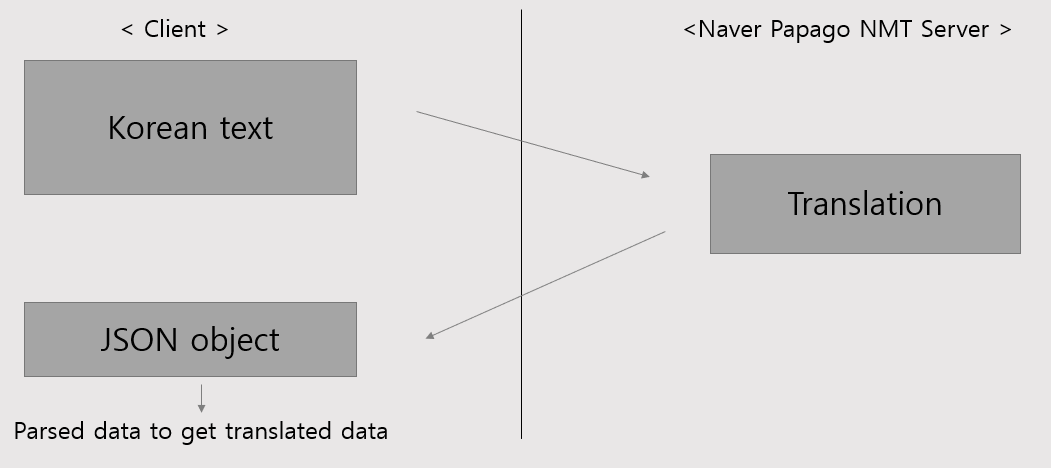 < Client >
<Naver Papago NMT Server >
Korean text
Translation
JSON object
Parsed data to get translated data